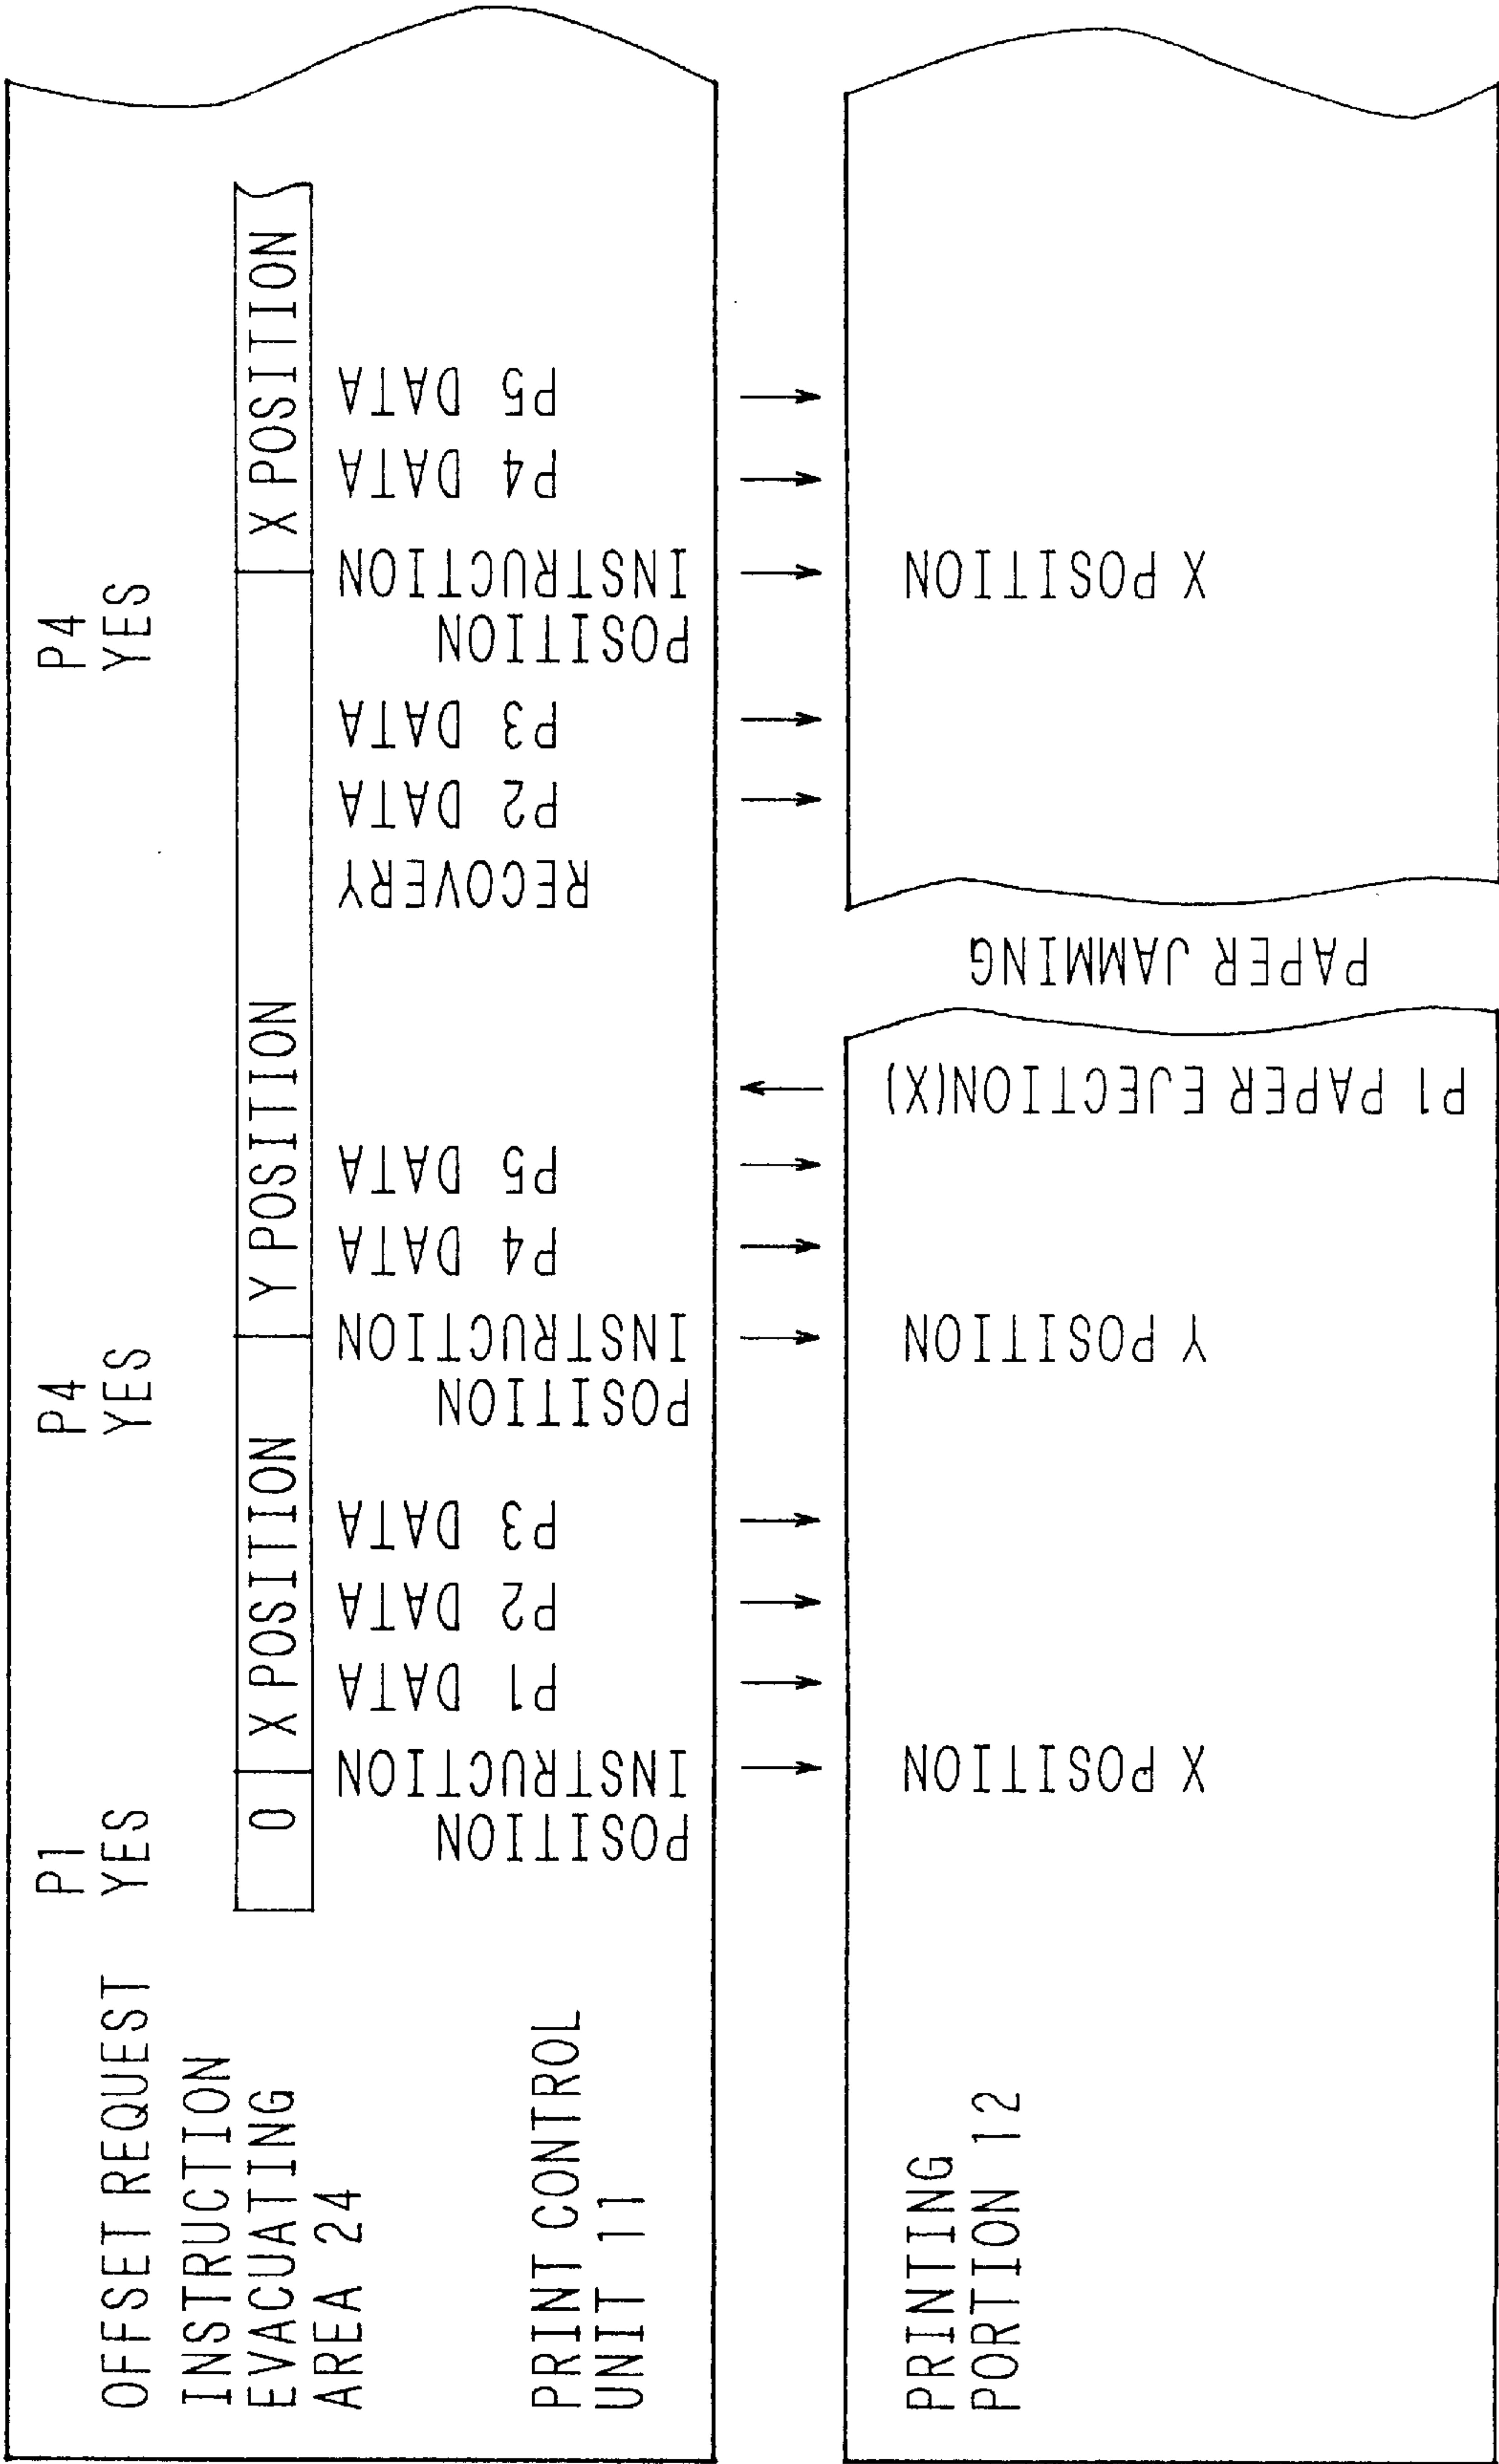 P1
P4
P4
OFFSET REQUEST
YES
YES
YES
INSTRUCTION
EVACUATING
AREA 24
0
X POSITION
Y POSITION
X POSITION
PRINT CONTROL
UNIT 11
POSITION
INSTRUCTION
P1 DATA
P2 DATA
P3 DATA
POSITION
INSTRUCTION
P4 DATA
P5 DATA
RECOVERY
P2 DATA
P3 DATA
POSITION
INSTRUCTION
P4 DATA
P5 DATA
PRINTING
PORTION 12
X POSITION
Y POSITION
P1 PAPER EJECTION(X)
PAPER JAMMING
X POSITION